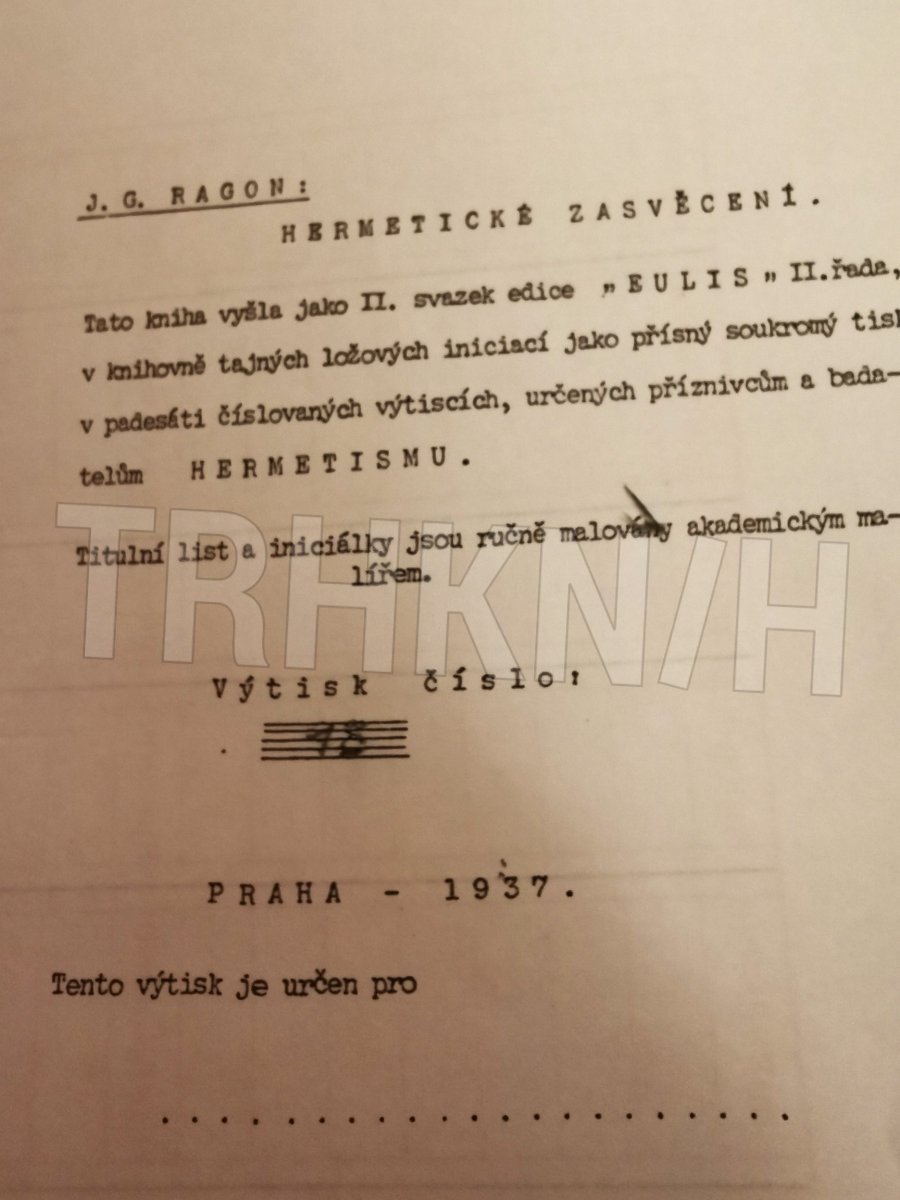 J. G. RAGON:
HERMETICKÉ ZASVĚCENÍ.
Tato kniha vyšla jako II. svazek edice „EULIS„ II.řada,
v knihovně tajných ložových iniciací jako přísný soukromý tisk
v padesáti číslovaných výtiscích, určených příznivcům a bada-
telům HERMETISMU.
Titulní list a iniciálky jsou ručně malovány akademickým ma-
lířem.
TRHKNIH
Výtisk číslo:
18
PRAHA - 1937.
Tento výtisk je určen pro
. . . . . . . . . . . . . . . . . . . . .